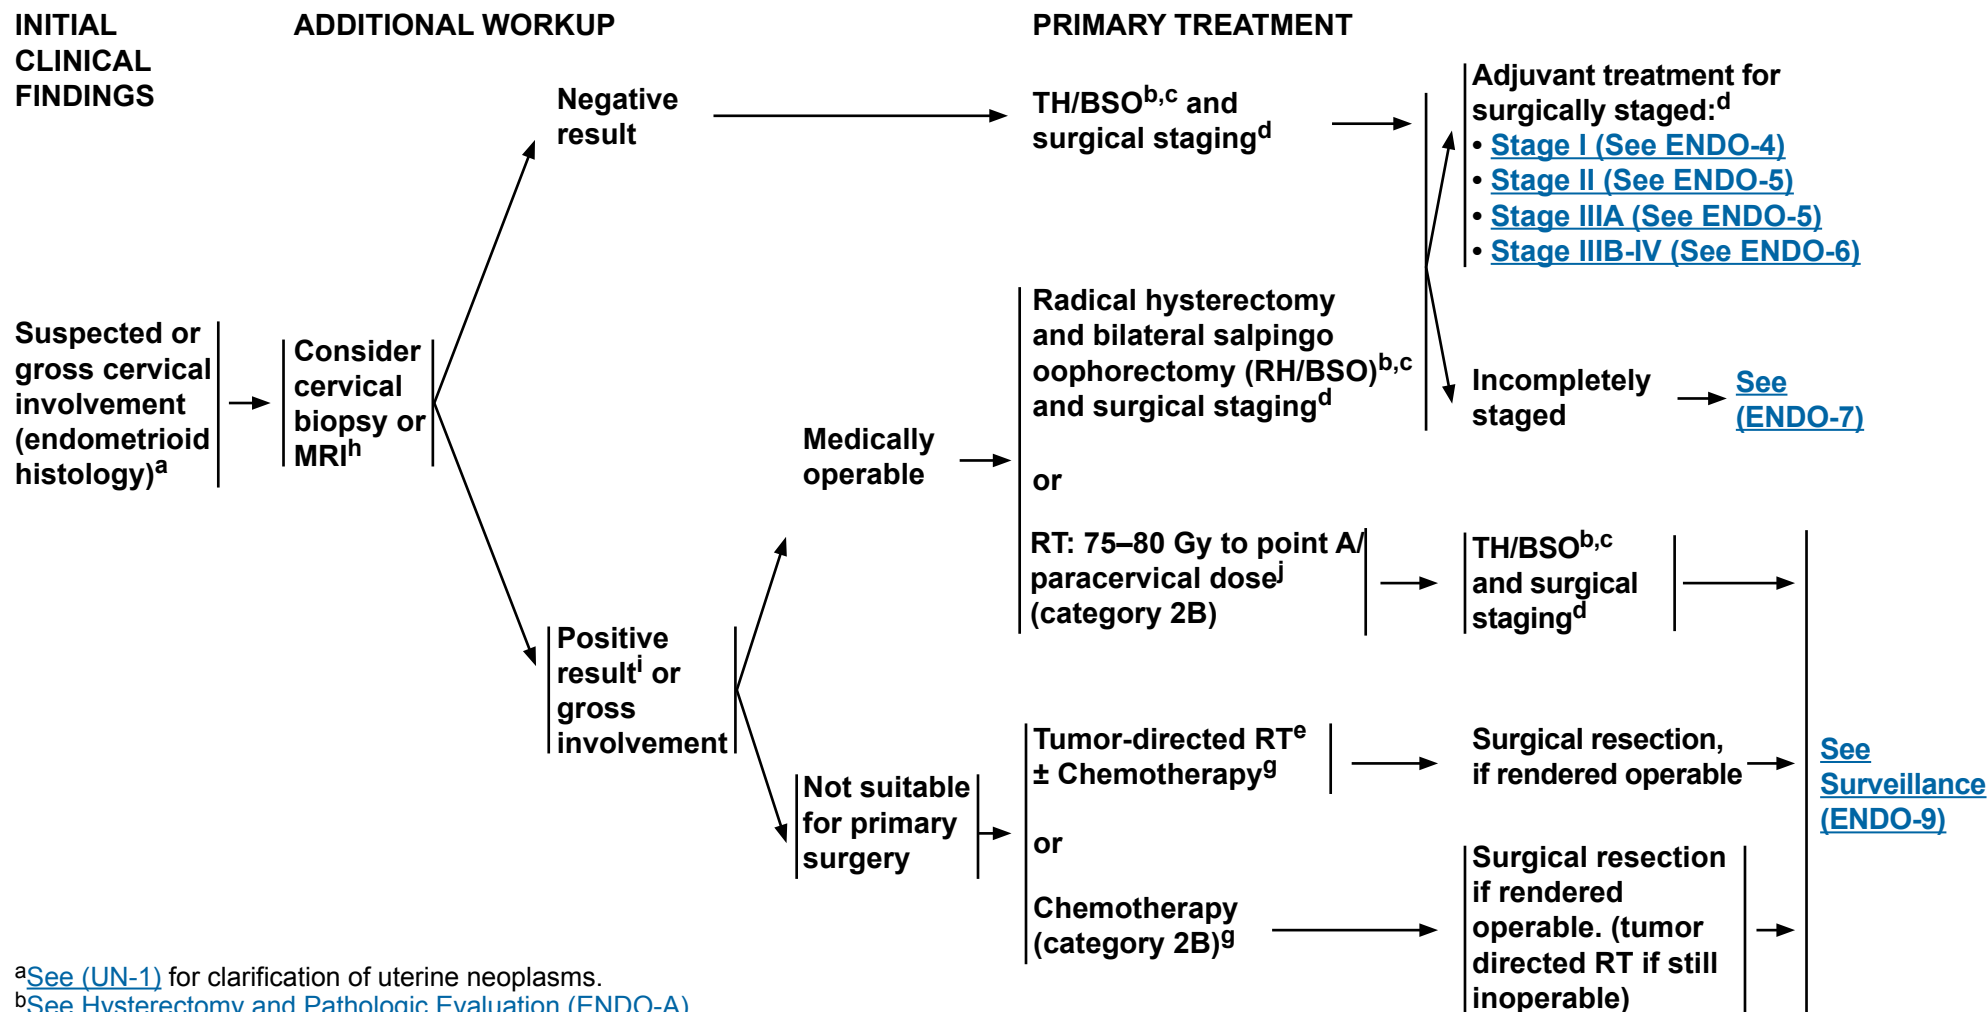 INITIAL
CLINICAL
FINDINGS
ADDITIONAL WORKUP
PRIMARY TREATMENT
Suspected or
gross cervical
involvement
(endometrioid
histology)a
Consider
cervical
biopsy or
MRIh
Negative
result
TH/BSOb,c and
surgical stagingd
Adjuvant treatment for
surgically staged:d
• Stage I (See ENDO-4)
• Stage II (See ENDO-5)
• Stage IIIA (See ENDO-5)
• Stage IIIB-IV (See ENDO-6)
Incompletely
staged
See
(ENDO-7)
Positive
resulti or
gross
involvement
Medically
operable
Radical hysterectomy
and bilateral salpingo
oophorectomy (RH/BSO)b,c
and surgical stagingd
or
RT: 75–80 Gy to point A/
paracervical dosej
(category 2B)
TH/BSOb,c
and surgical
stagingd
Not suitable
for primary
surgery
Tumor-directed RTe
± Chemotherapyg
or
Chemotherapy
(category 2B)g
Surgical resection,
if rendered operable
Surgical resection
if rendered
operable. (tumor
directed RT if still
inoperable)
See
Surveillance
(ENDO-9)
aSee (UN-1) for clarification of uterine neoplasms.
bSee Hysterectomy and Pathologic Evaluation (ENDO-A)